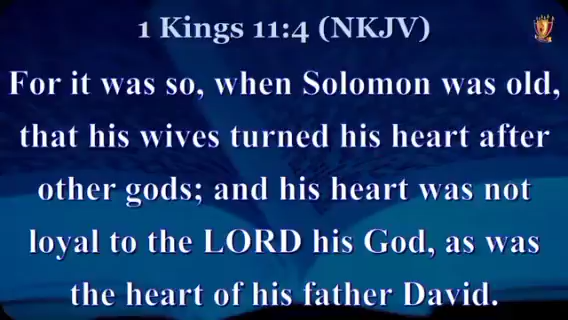 1 Kings 11:4 (NKJV)
For it was so, when Solomon was old,
that his wives turned his heart after
other gods; and his heart was not
loyal to the LORD his God, as was
the heart of his father David.